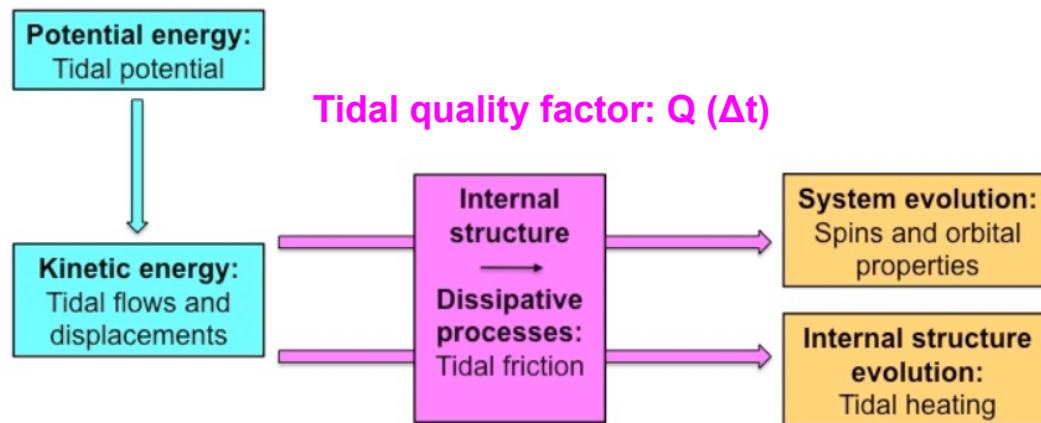 Potential energy:
Tidal potential
Tidal quality factor: Q (Δt)
Kinetic energy:
Tidal flows and
displacements
Internal
structure
Dissipative
processes:
Tidal friction
System evolution:
Spins and orbital
properties
Internal structure
evolution:
Tidal heating